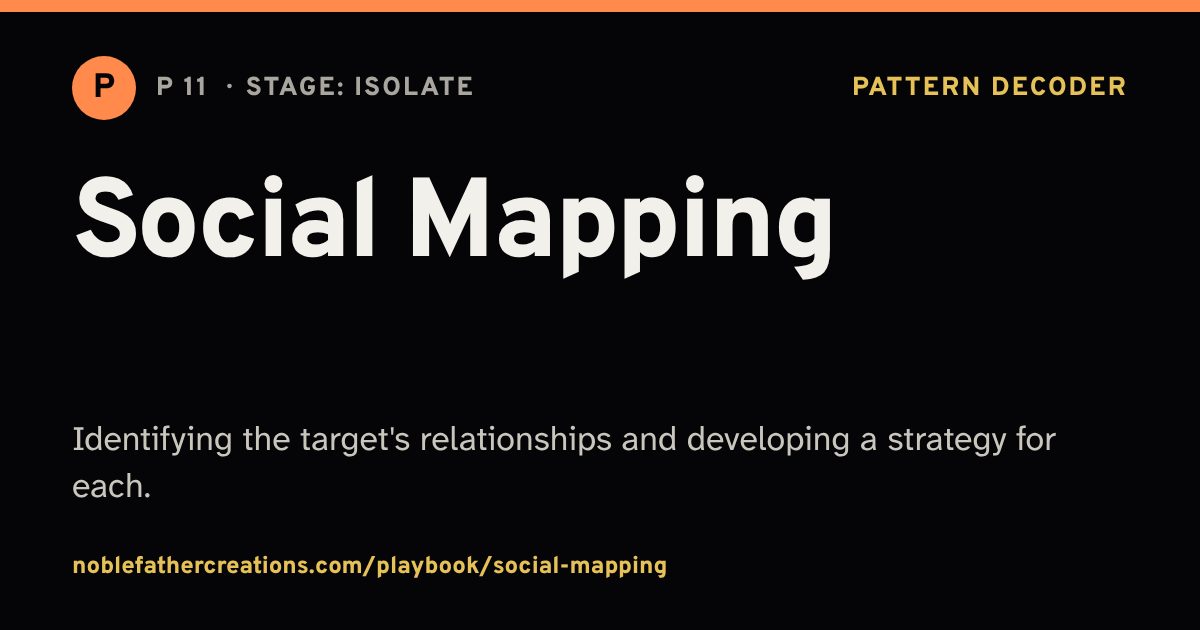 P
P 11 · STAGE: ISOLATE
PATTERN DECODER
Social Mapping
Identifying the target's relationships and developing a strategy for
each.
noblefathercreations.com/playbook/social-mapping